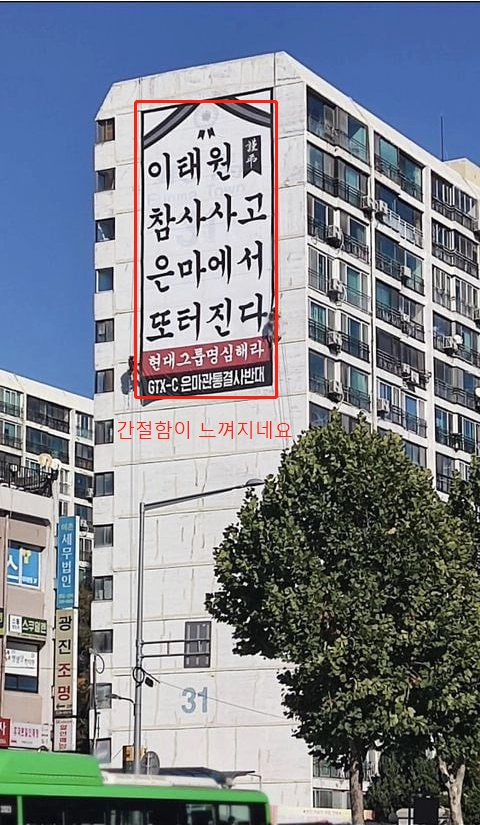 謹弔
이태원
참사사고
은마에서
또터진다
현대그룹명심해라
GTX-C 은마관통결사반대
간절함이 느껴지네요
세무법인
스쿨
광진조명
31